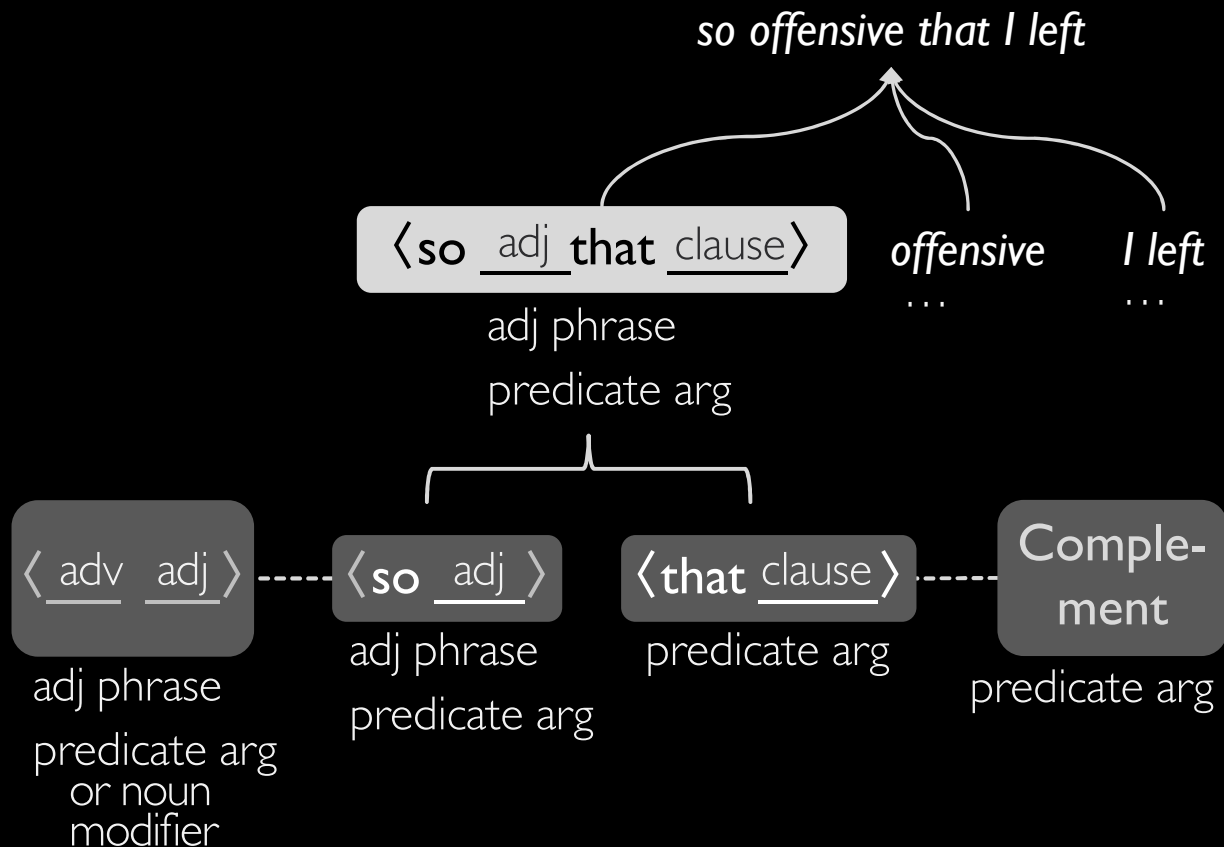 so offensive that I left
⟨so adj that clause⟩ offensive I left
... ...
adj phrase
predicate arg
⟨adv adj⟩ ⟨so adj⟩ ⟨that clause⟩ Comple-
ment
adj phrase adj phrase predicate arg predicate arg
predicate arg predicate arg
or noun
modifier